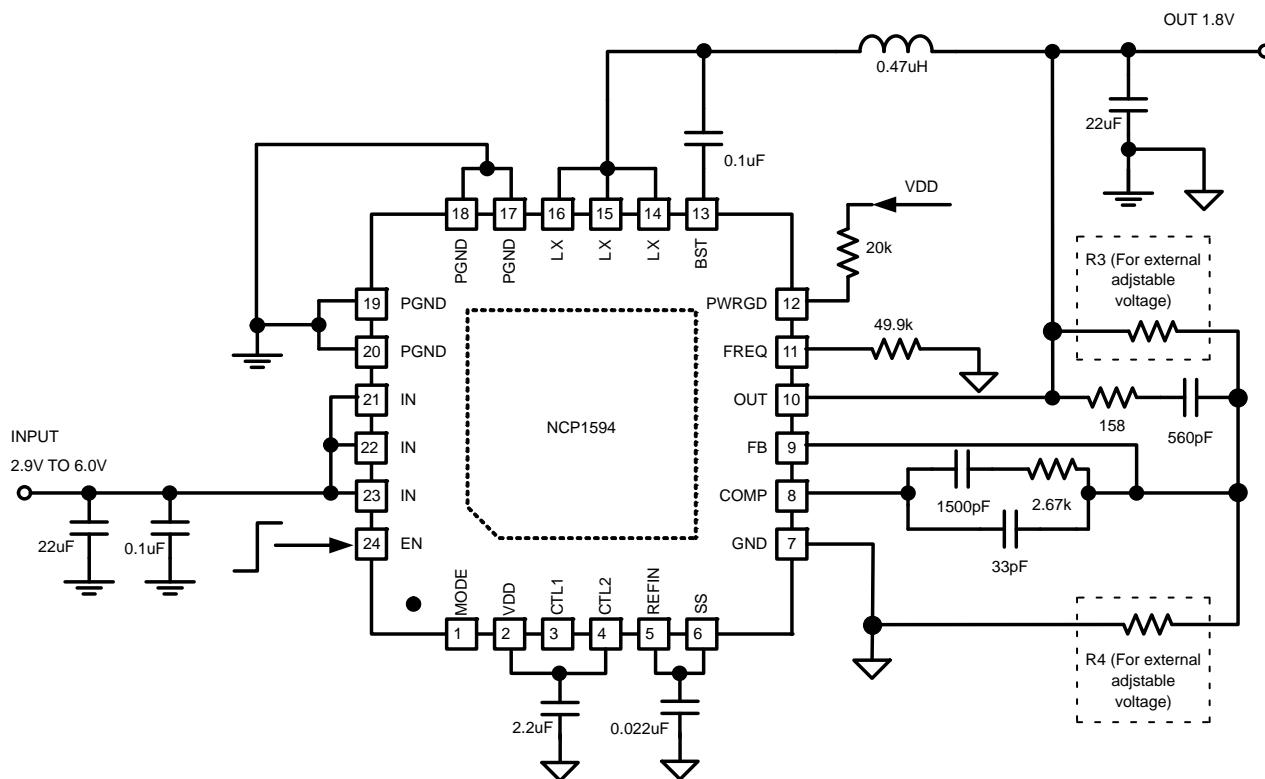 OUT 1.8V
0.47uH
22uF
0.1uF
VDD
20k
18
17
16
15
14
13
PGND
PGND
LX
LX
LX
BST
R3 (For external
adjstable
voltage)
19
PGND
PWRGD
12
49.9k
20
PGND
FREQ
11
21
IN
OUT
10
158
560pF
NCP1594
INPUT
2.9V TO 6.0V
22
IN
FB
9
23
IN
COMP
8
1500pF
2.67k
22uF
0.1uF
24
EN
GND
7
33pF
MODE
VDD
CTL1
CTL2
REFIN
SS
1
2
3
4
5
6
R4 (For external
adjstable
voltage)
2.2uF
0.022uF